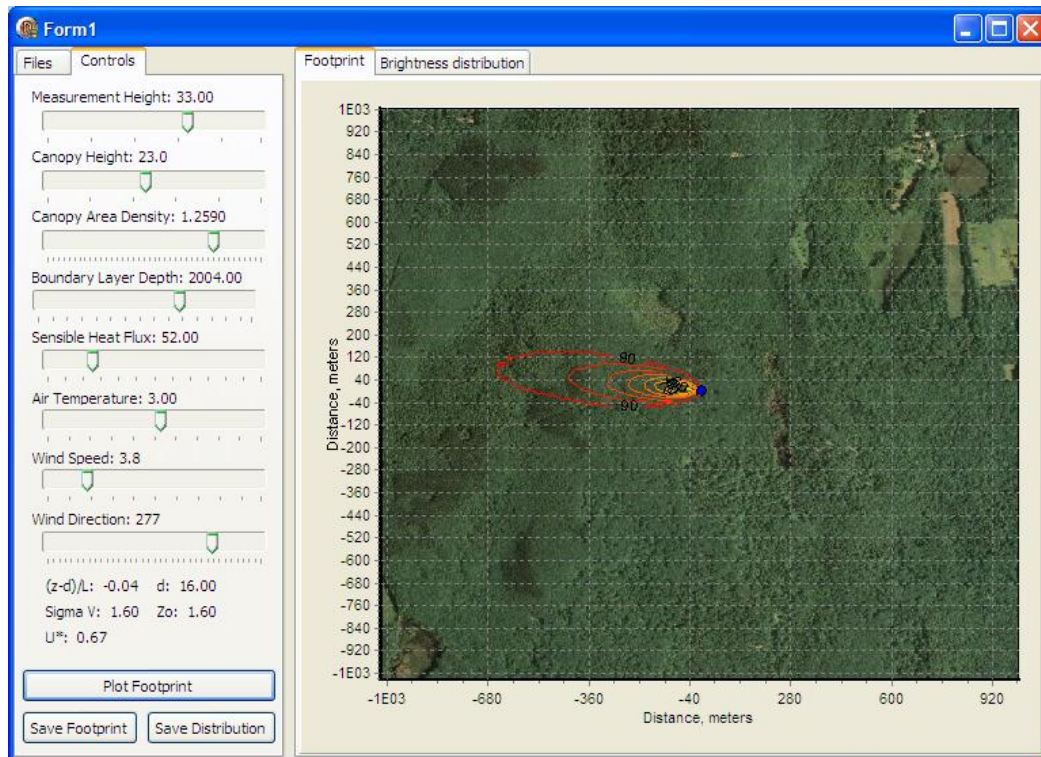 Form1
Files Controls
Measurement Height: 33.00
Canopy Height: 23.0
Canopy Area Density: 1.2590
Boundary Layer Depth: 2004.00
Sensible Heat Flux: 52.00
Air Temperature: 3.00
Wind Speed: 3.8
Wind Direction: 277
(z-d)/L: -0.04 d: 16.00
Sigma V: 1.60 Zo: 1.60
U*: 0.67
Plot Footprint
Save Footprint Save Distribution
Footprint Brightness distribution
Distance, meters
1E03
920
840
760
680
600
520
440
360
280
200
120
40
-40
-120
-200
-280
-360
-440
-520
-600
-680
-760
-840
-920
-1E03
90
90
-1E03 -680 -360 -40 280 600 920
Distance, meters